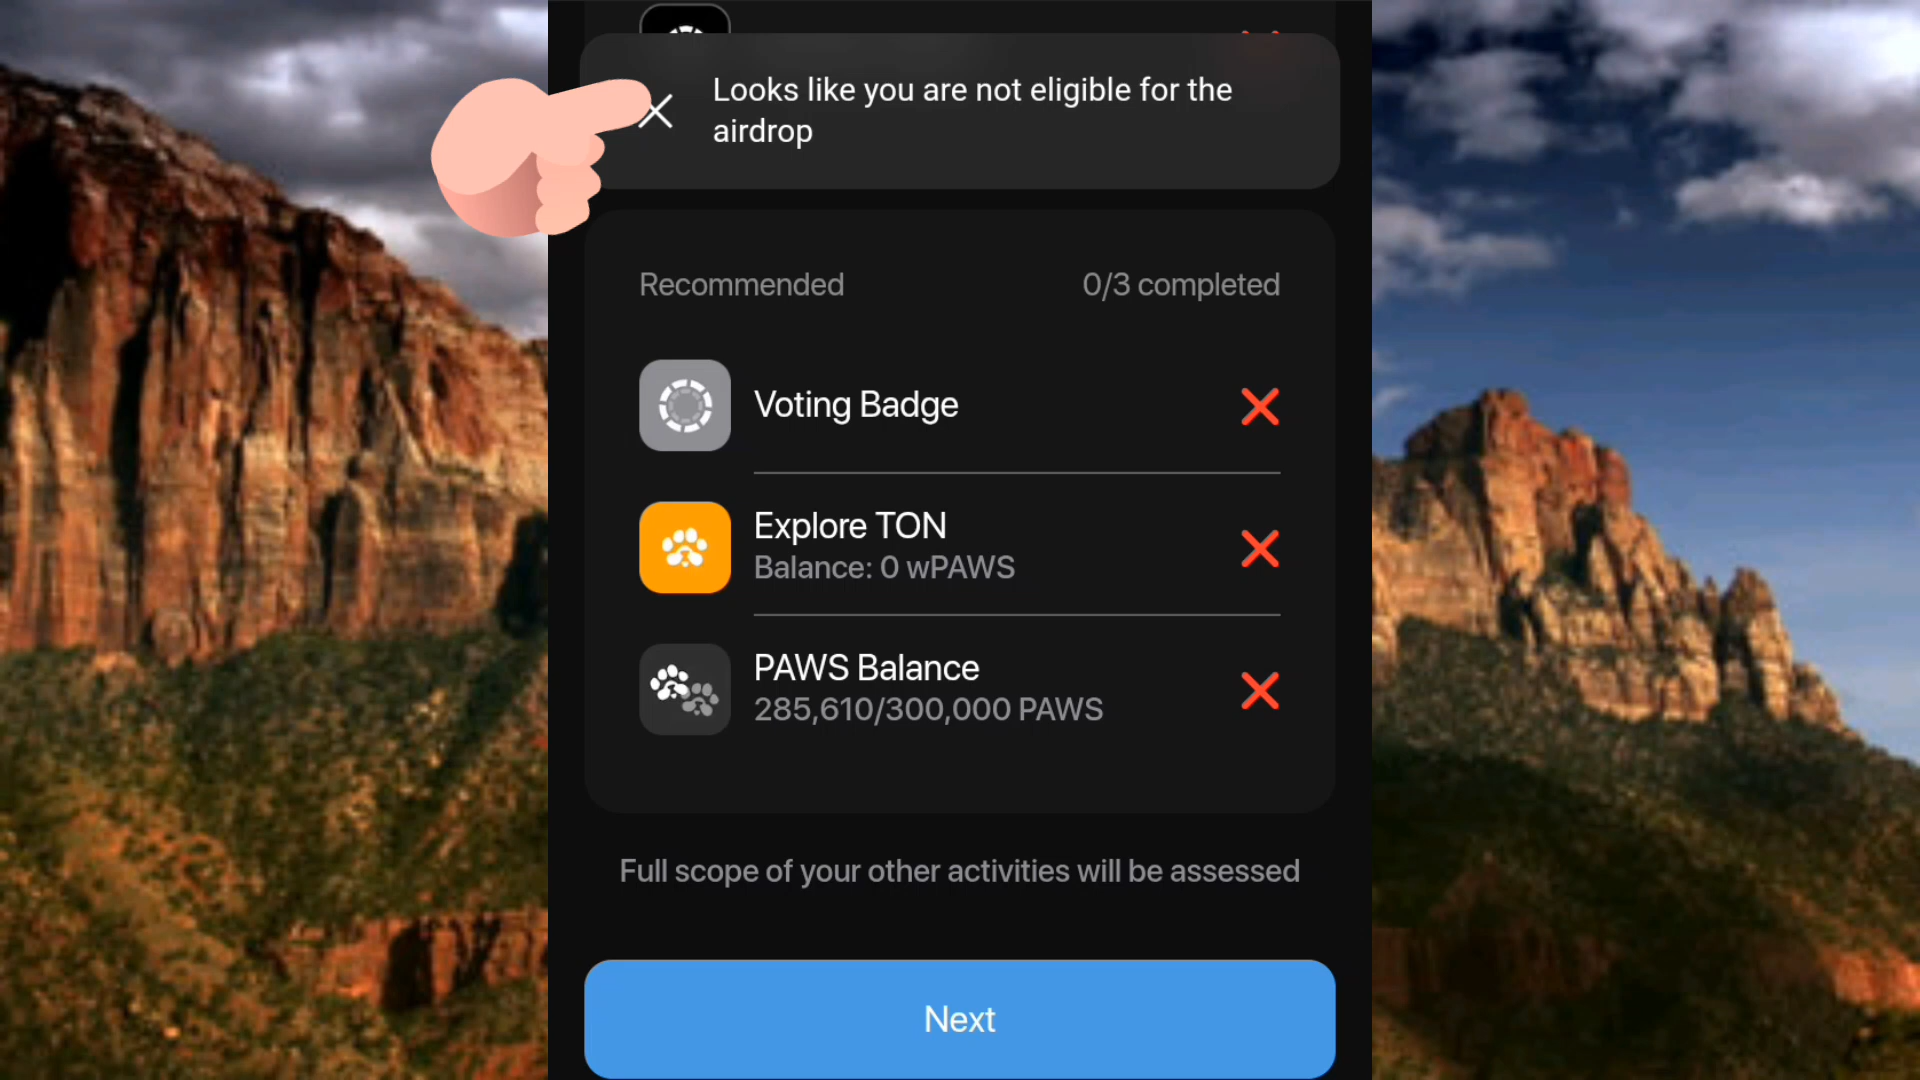 Looks like you are not eligible for the
airdrop
Recommended
0/3 completed
Voting Badge
Explore TON
Balance: 0 wPAWS
PAWS Balance
285,610/300,000 PAWS
Full scope of your other activities will be assessed
Next